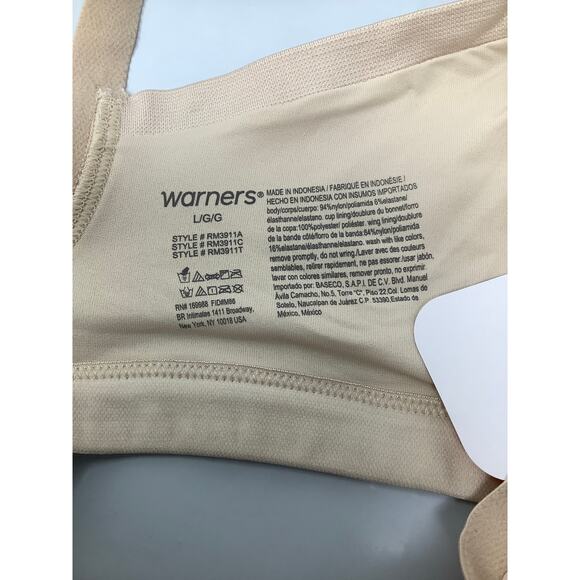 warners®
L/G/G
STYLE # RM3911A
STYLE # RM3911C
STYLE # RM3911T
RN# 169988 FID#M86
BR Intimates 1411 Broadway,
New York, NY 10018 USA
MADE IN INDONESIA / FABRIQUÉ EN INDONÉSIE/
HECHO EN INDONESIA CON INSUMOS IMPORTADOS
body/corps/cuerpo: 94%nylon/poliamida 6%elastane/
élasthanne/elastano. cup lining/doublure du bonnet/forro
de la copa:100%polyester/ poliéster wing lining/doublure
de la bande côté/forro de la banda:84%nylon/poliamida
16%elastane/élasthanne/elastano. wash with like colors,
remove promptly, do not wring./Laver avec des couleurs
semblables, retirer rapidement, ne pas essorer./usar jabón.
lavar con colores similares, remover pronto, no exprimir.
Importado por: BASECO, S.A.P.I. DE C.V. Blvd. Manuel
Ávila Camacho, No.5, Torre "C", Piso 22,Col. Lomas de
Sotelo, Naucalpan de Juárez C.P. 53390,Estado de
México, México